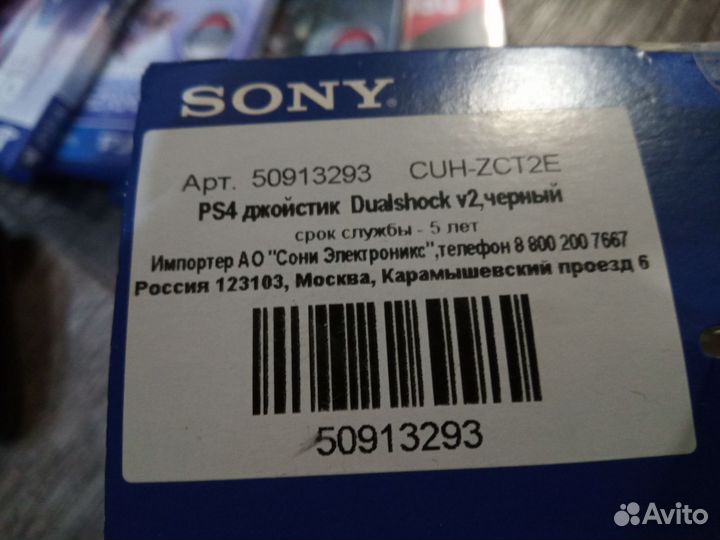 SONY
Арт. 50913293 CUH-ZCT2E
PS4 джойстик Dualshock v2,черный
срок службы - 5 лет
Импортер АО "Сони Электроникс",телефон 8 800 200 7667
Россия 123103, Москва, Карамышевский проезд 6
50913293
Avito